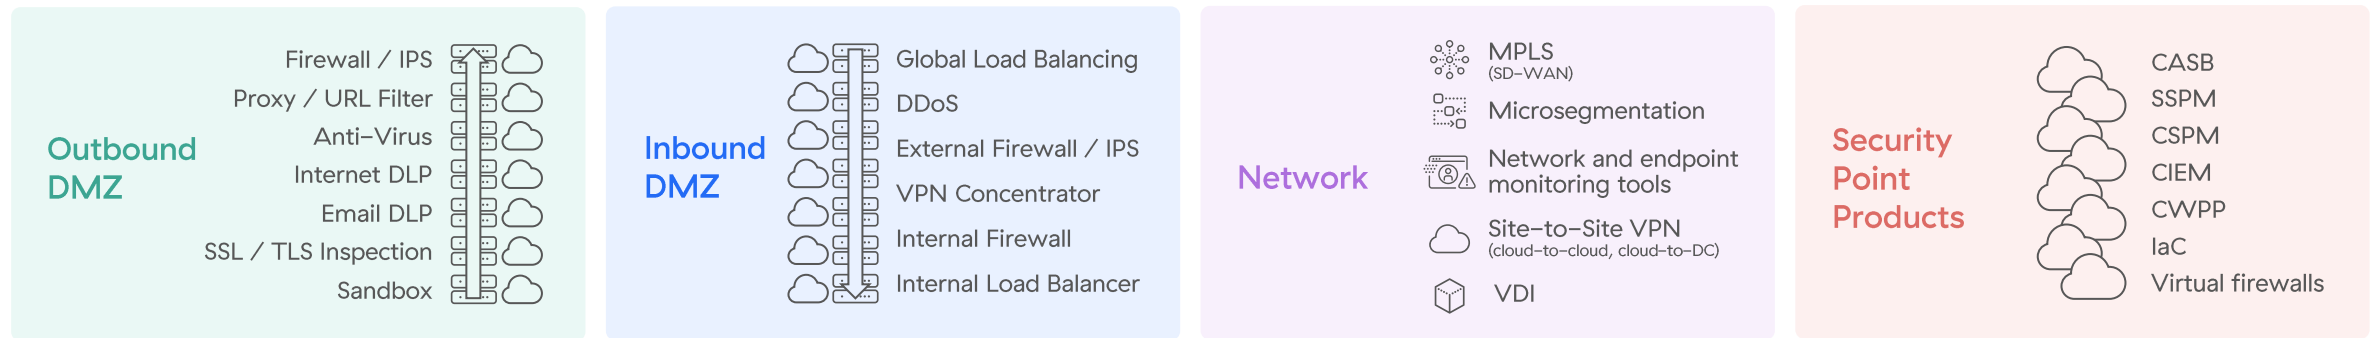 Outbound
DMZ
Firewall / IPS
Proxy / URL Filter
Anti-Virus
Internet DLP
Email DLP
SSL / TLS Inspection
Sandbox
Inbound
DMZ
Global Load Balancing
DDoS
External Firewall / IPS
VPN Concentrator
Internal Firewall
Internal Load Balancer
Network
MPLS
(SD-WAN)
Microsegmentation
Network and endpoint
monitoring tools
Site-to-Site VPN
(cloud-to-cloud, cloud-to-DC)
VDI
Security
Point
Products
CASB
SSPM
CSPM
CIEM
CWPP
IaC
Virtual firewalls